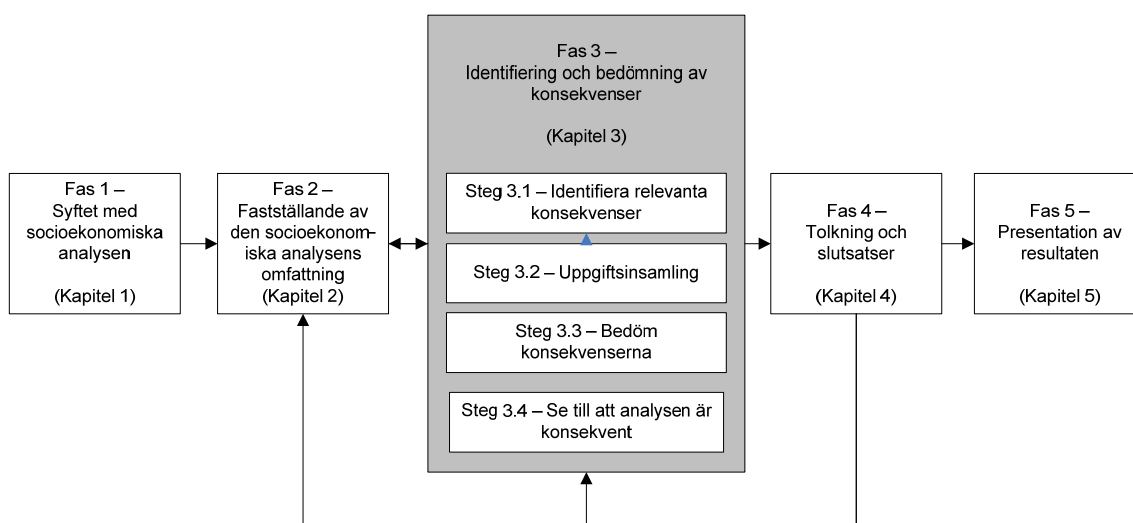 Fas 1 –
Syftet med
socioekonomiska
analysen
(Kapitel 1)
Fas 2 –
Fastställande av
den socioekonom–
iska analysens
omfattning
(Kapitel 2)
Fas 3 –
Identifiering och bedömning av
konsekvenser
(Kapitel 3)
Steg 3.1 – Identifiera relevanta
konsekvenser
Steg 3.2 – Uppgiftsinsamling
Steg 3.3 – Bedöm
konsekvenserna
Steg 3.4 – Se till att analysen är
konsekvent
Fas 4 –
Tolkning och
slutsatser
(Kapitel 4)
Fas 5 –
Presentation av
resultaten
(Kapitel 5)